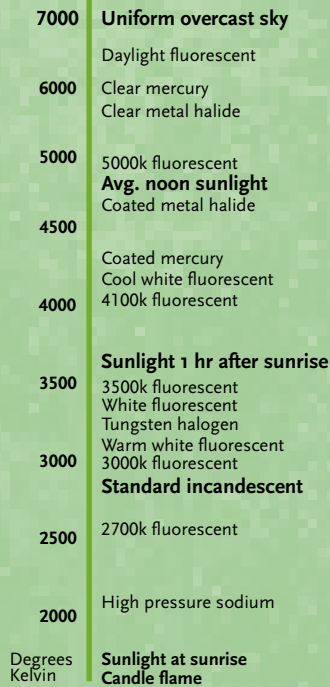 7000 Uniform overcast sky
Daylight fluorescent
6000 Clear mercury
Clear metal halide
5000 5000k fluorescent
Avg. noon sunlight
Coated metal halide
4500
Coated mercury
Cool white fluorescent
4000 4100k fluorescent
Sunlight 1 hr after sunrise
3500 3500k fluorescent
White fluorescent
Tungsten halogen
Warm white fluorescent
3000 3000k fluorescent
Standard incandescent
2700k fluorescent
2500
High pressure sodium
2000
Degrees Sunlight at sunrise
Kelvin Candle flame